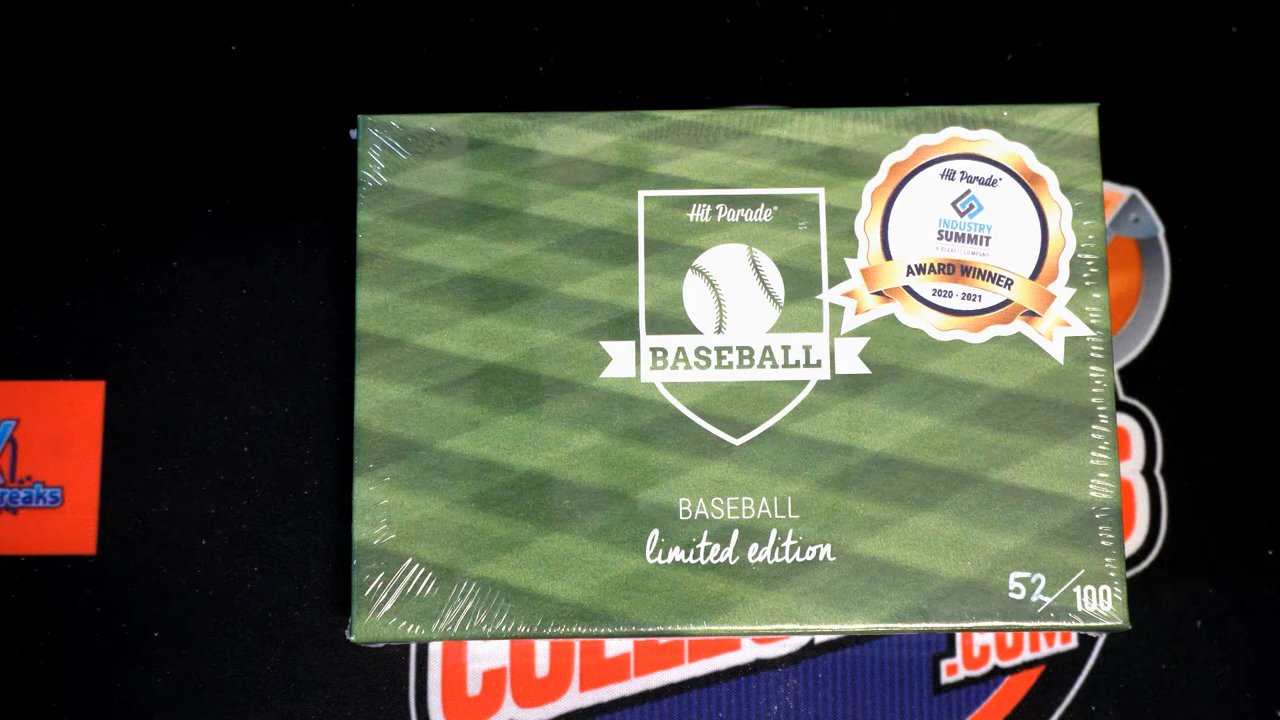 Hit Parade®
BASEBALL
Hit Parade®
INDUSTRY
SUMMIT
AWARD WINNER
2020 - 2021
BASEBALL
limited edition
52/100
reaks
.COM